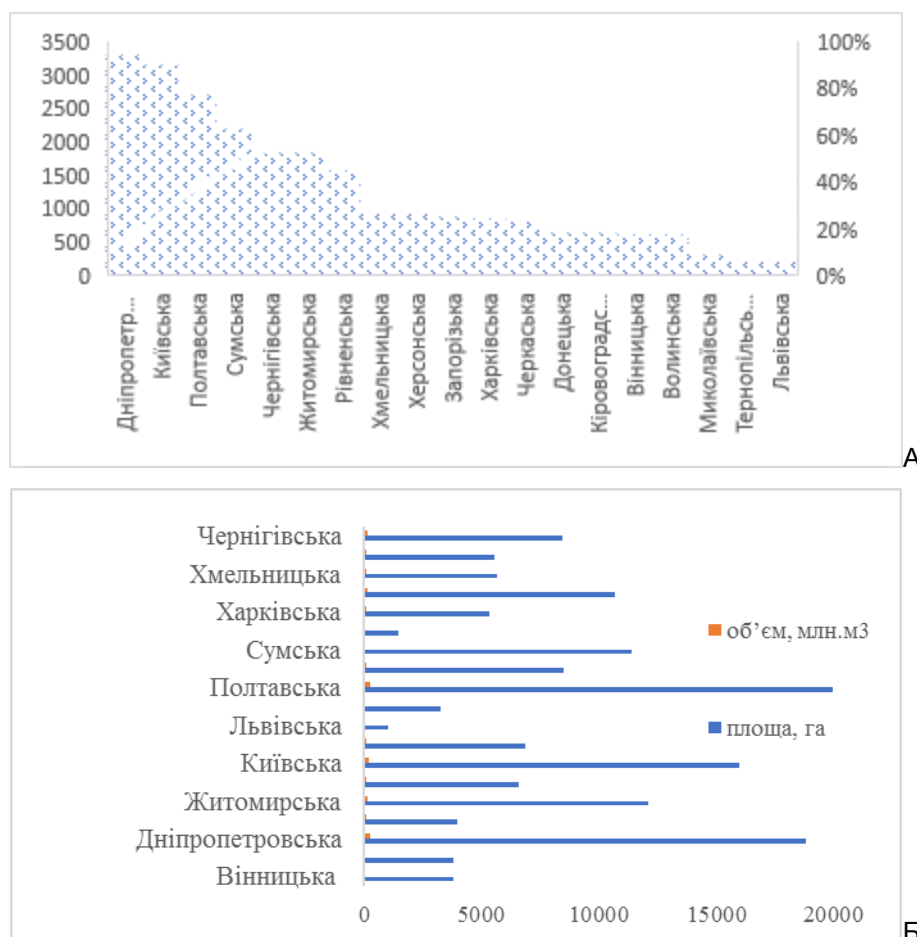 3500
3000
2500
2000
1500
1000
500
0
100%
80%
60%
40%
20%
0%
Дніпропетр...
Київська
Полтавська
Сумська
Чернігівська
Житомирська
Рівненська
Хмельницька
Херсонська
Запорізька
Харківська
Черкаська
Донецька
Кіровоградс...
Вінницька
Волинська
Миколаївська
Тернопільсь...
Львівська
А
Чернігівська
Хмельницька
Харківська
Сумська
Полтавська
Львівська
Київська
Житомирська
Дніпропетровська
Вінницька
об’єм, млн.м3
площа, га
0 5000 10000 15000 20000
Б